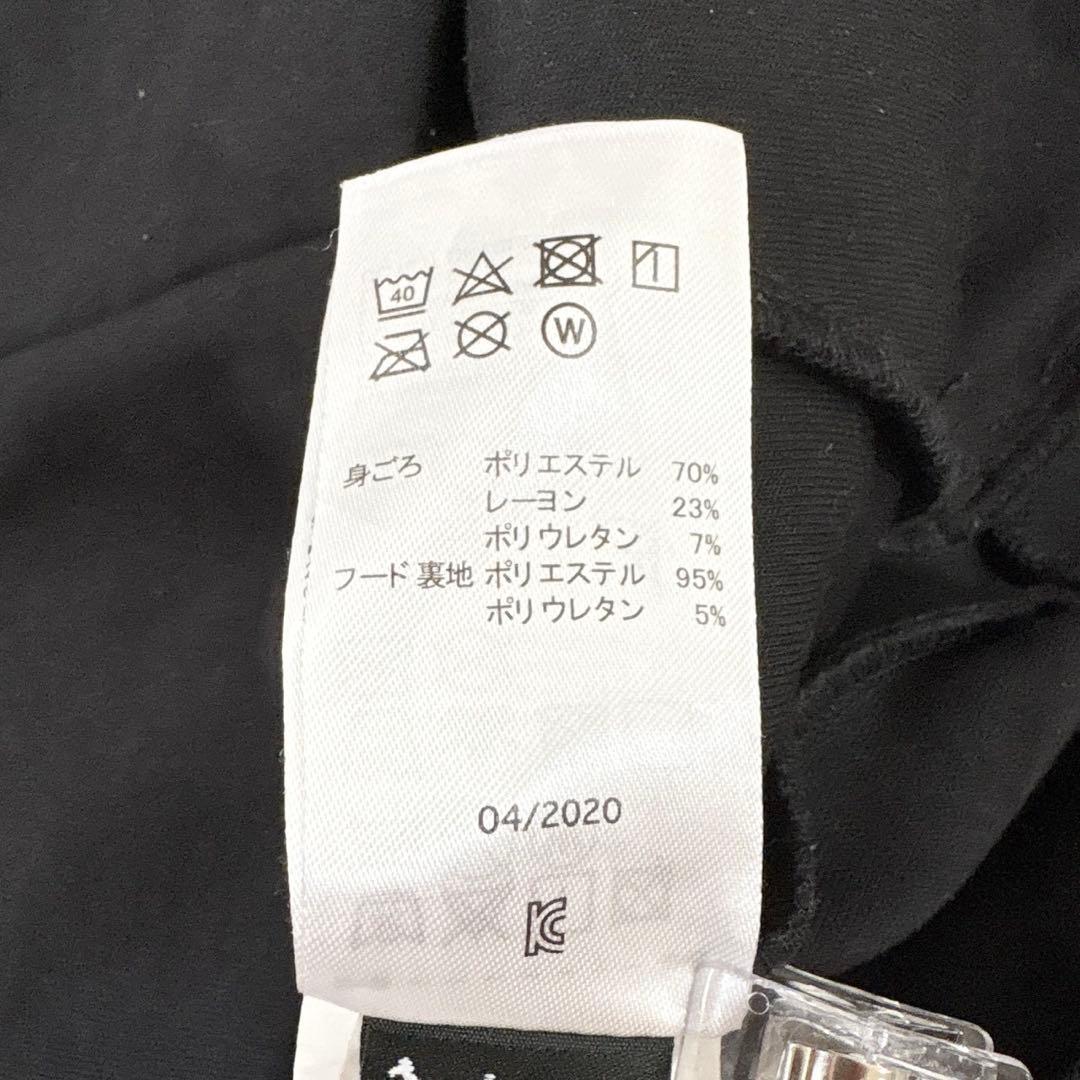 40
W
身ごろ ポリエステル 70%
レーヨン 23%
ポリウレタン 7%
フード 裏地 ポリエステル 95%
ポリウレタン 5%
04/2020
KC